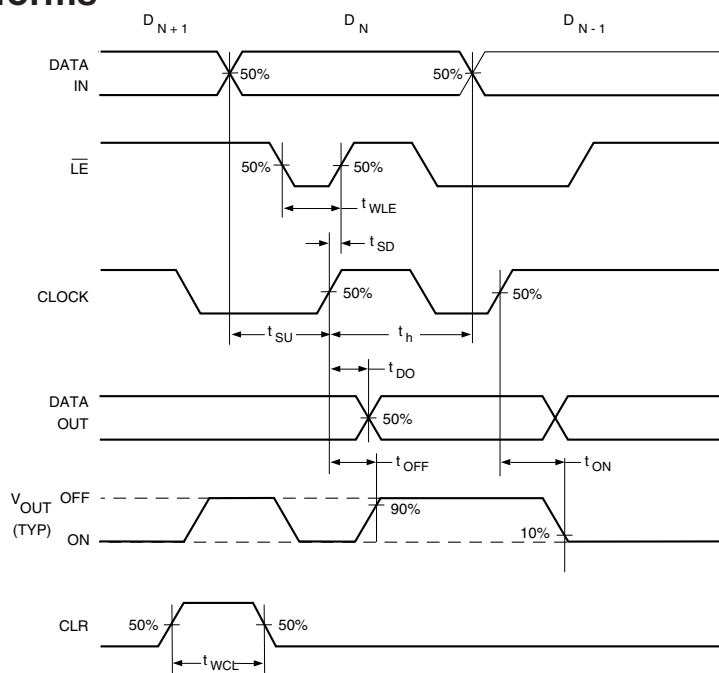 D N + 1 D N D N - 1
DATA IN 50% 50%
LE 50% 50%
t WLE
t SD
CLOCK 50% 50%
t SU t h
t DO
DATA OUT 50%
t OFF t ON
V OUT (TYP) OFF 90%
ON 10%
CLR 50% 50%
t WCL